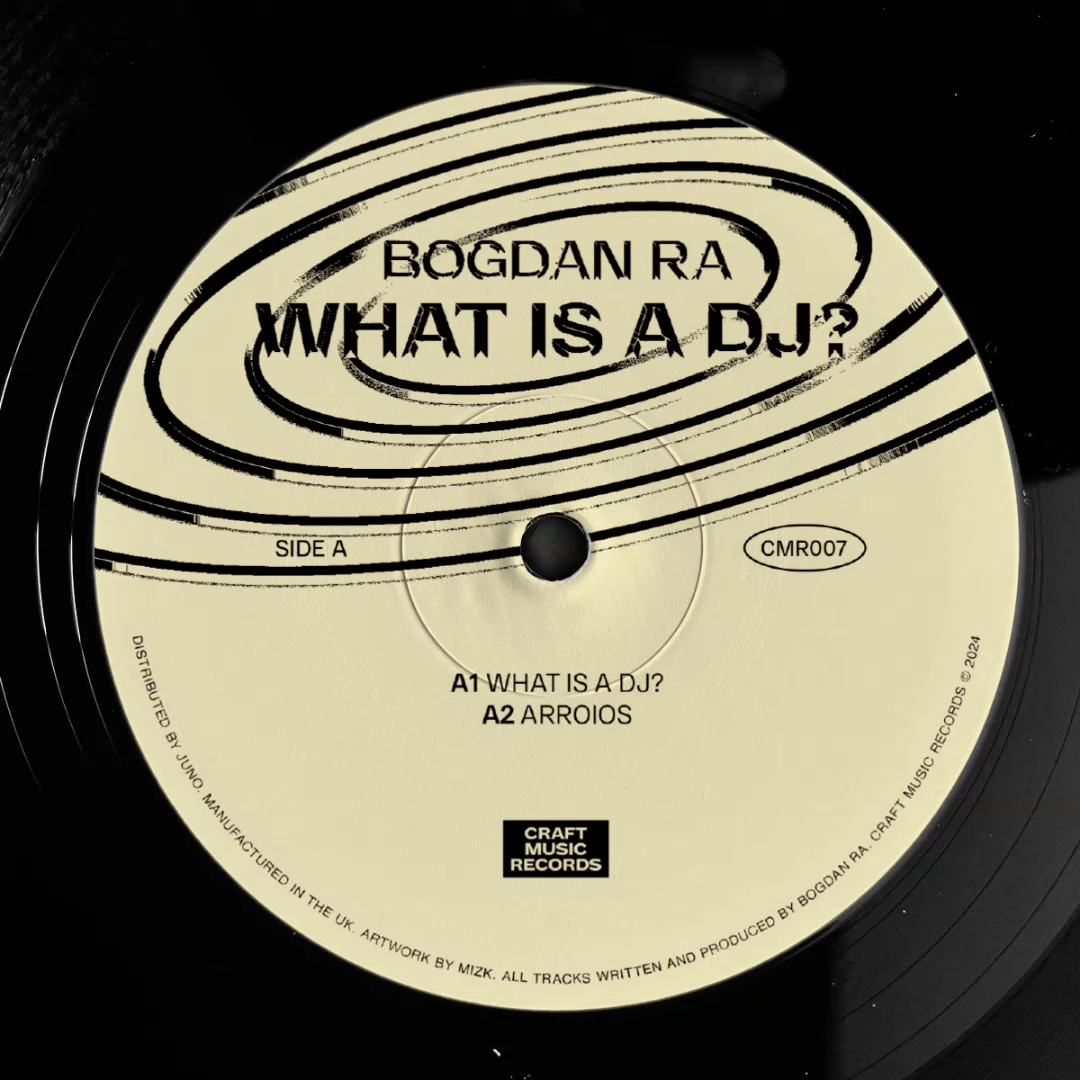 BOGDAN RA
WHAT IS A DJ?
SIDE A
CMR007
A1 WHAT IS A DJ?
A2 ARROIOS
CRAFT
MUSIC
RECORDS
DISTRIBUTED BY JUNO. MANUFACTURED IN THE UK. ARTWORK BY MIZK. ALL TRACKS WRITTEN AND PRODUCED BY BOGDAN RA. CRAFT MUSIC RECORDS © 2024